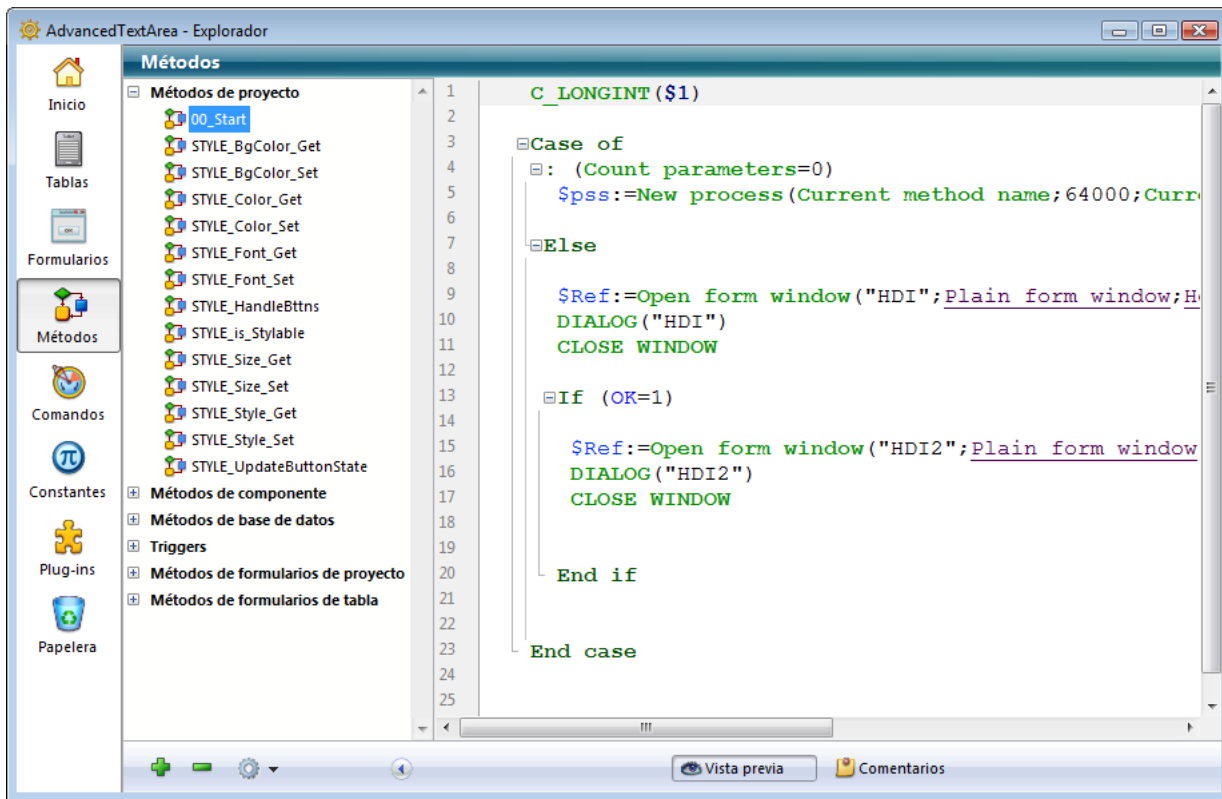 AdvancedTextArea - Explorador
Inicio
Tablas
Formularios
Métodos
Comandos
Constantes
Plug-ins
Papelera
Métodos
Métodos de proyecto
00_Start
STYLE_BgColor_Get
STYLE_BgColor_Set
STYLE_Color_Get
STYLE_Color_Set
STYLE_Font_Get
STYLE_Font_Set
STYLE_HandleBttns
STYLE_is_Stylable
STYLE_Size_Get
STYLE_Size_Set
STYLE_Style_Get
STYLE_Style_Set
STYLE_UpdateButtonState
Métodos de componente
Métodos de base de datos
Triggers
Métodos de formularios de proyecto
Métodos de formularios de tabla
1 C_LONGINT($1)
2
3 Case of
4 : (Count parameters=0)
5 $pss:=New process(Current method name;64000;Curr
6
7 Else
8
9 $Ref:=Open form window("HDI";Plain form window;H
10 DIALOG("HDI")
11 CLOSE WINDOW
12
13 If (OK=1)
14
15 $Ref:=Open form window("HDI2";Plain form window
16 DIALOG("HDI2")
17 CLOSE WINDOW
18
19
20 End if
21
22
23 End case
24
25
Vista previa
Comentarios